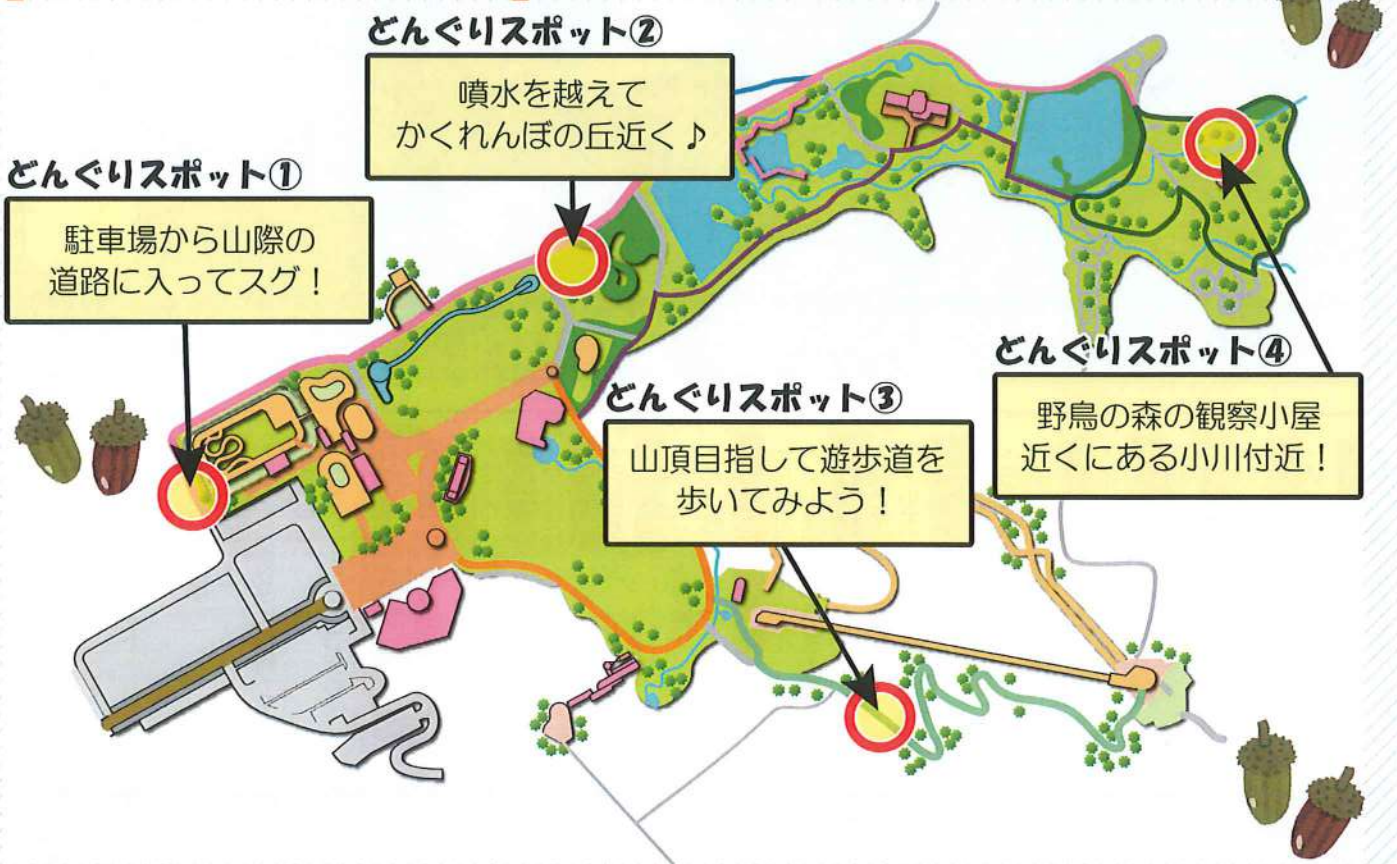 どんぐりスポット②
噴水を越えて
かくれんぼの丘近く♪
どんぐりスポット①
駐車場から山際の
道路に入ってスグ！
どんぐりスポット③
山頂目指して遊歩道を
歩いてみよう！
どんぐりスポット④
野鳥の森の観察小屋
近くにある小川付近！